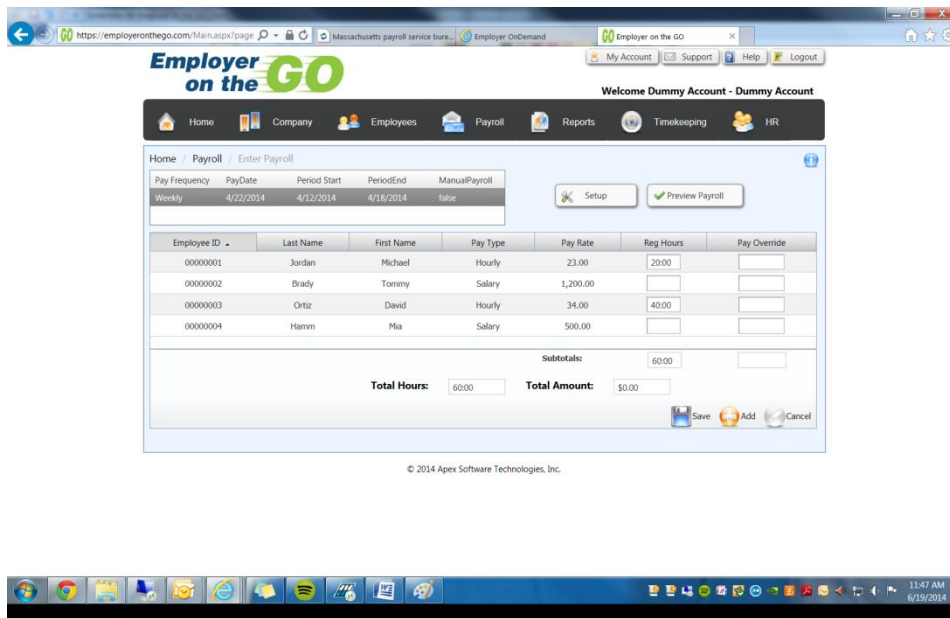 https://employeronthego.com/Main.aspx?page
Massachusetts payroll service bure...
Employer OnDemand
GO Employer on the GO
Employer on the GO
My Account
Support
Help
Logout
Welcome Dummy Account - Dummy Account
Home
Company
Employees
Payroll
Reports
Timekeeping
HR
Home / Payroll / Enter Payroll
Pay Frequency PayDate Period Start PeriodEnd ManualPayroll
Weekly 4/22/2014 4/12/2014 4/18/2014 false
Setup
Preview Payroll
Employee ID Last Name First Name Pay Type Pay Rate Reg Hours Pay Override
00000001 Jordan Michael Hourly 23.00 20:00
00000002 Brady Tommy Salary 1,200.00
00000003 Ortiz David Hourly 34.00 40:00
00000004 Hamm Mia Salary 500.00
Subtotals: 60:00
Total Hours: 60:00 Total Amount: $0.00
Save
Add
Cancel
© 2014 Apex Software Technologies, Inc.
11:47 AM
6/19/2014